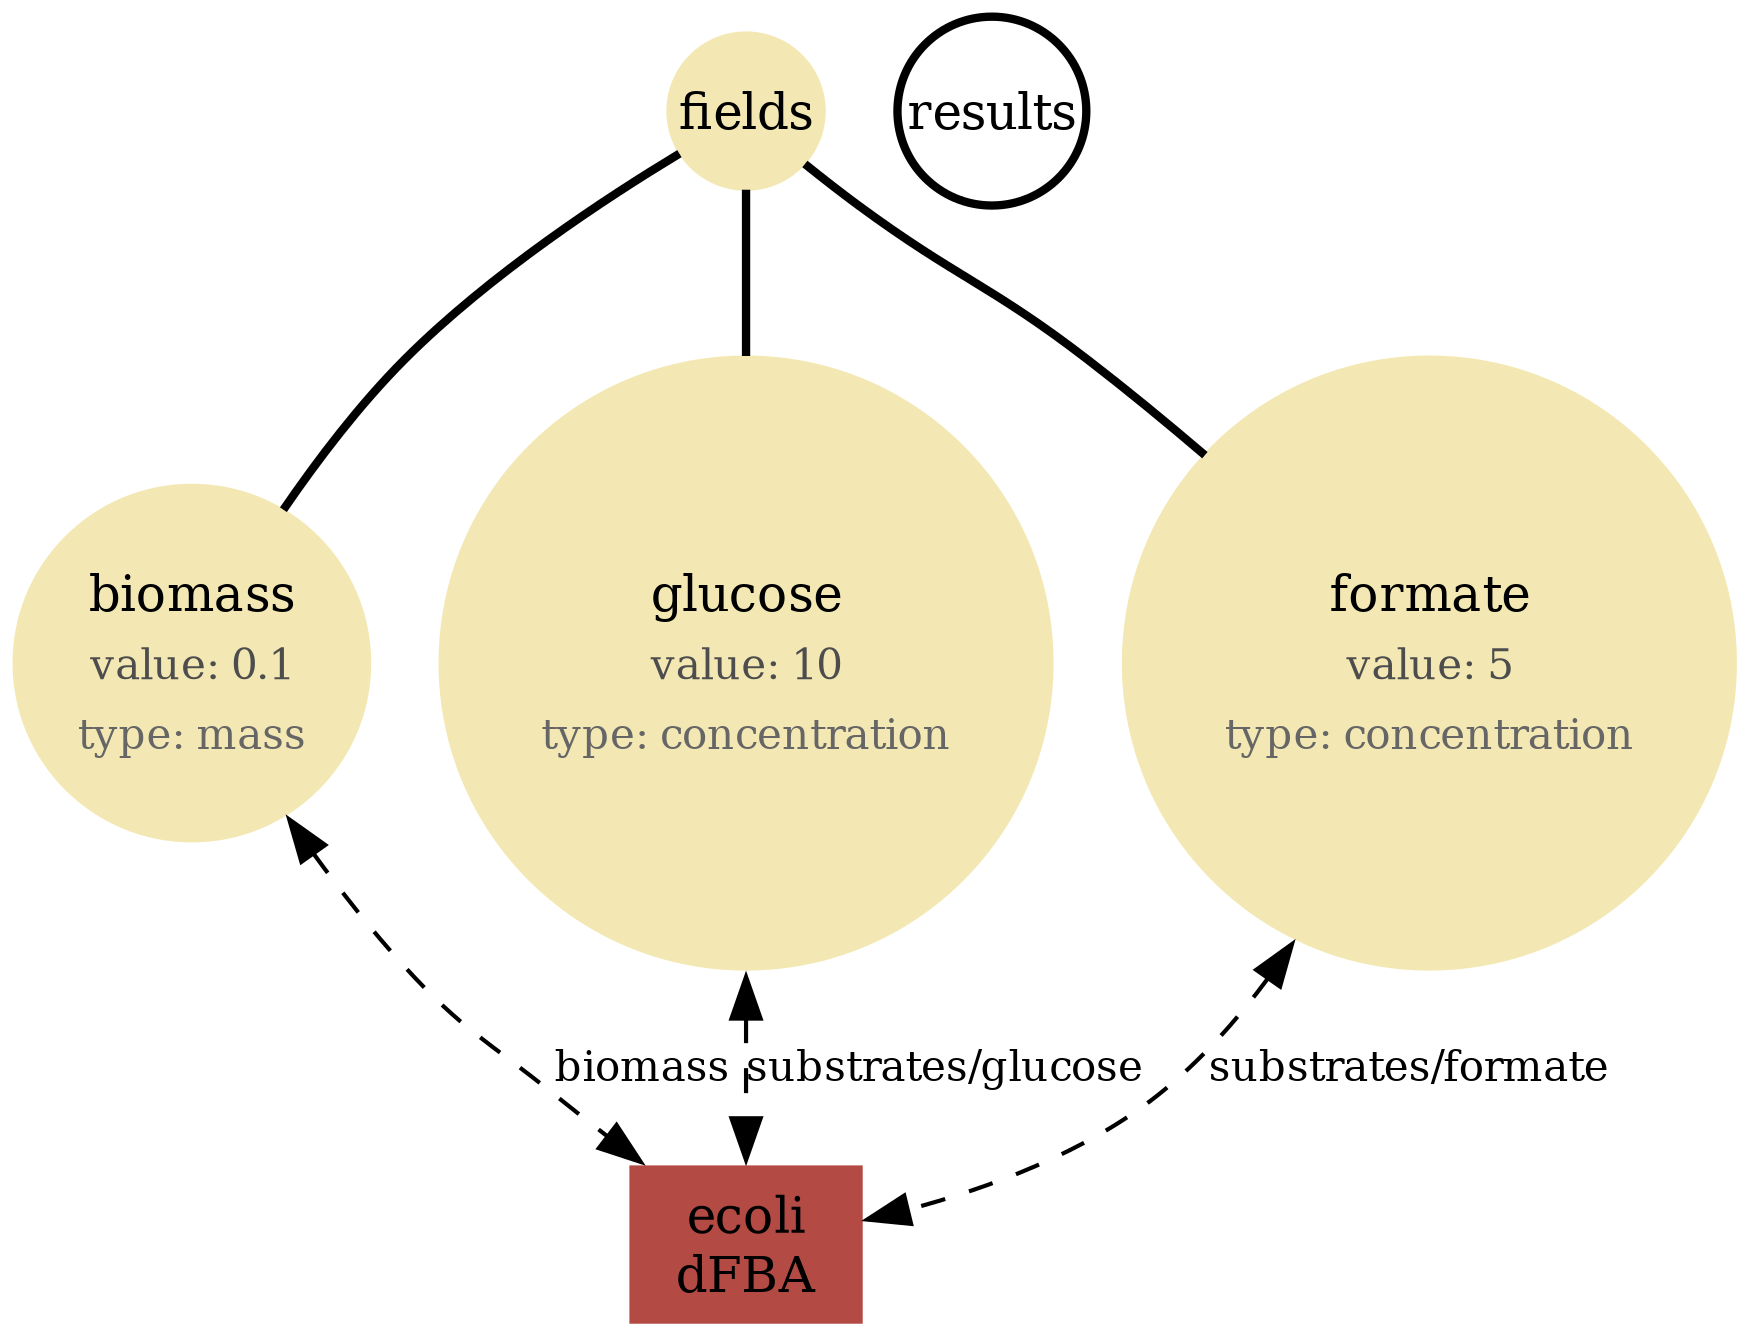 fields
results
biomass
value: 0.1
type: mass
glucose
value: 10
type: concentration
formate
value: 5
type: concentration
biomass
substrates/glucose
substrates/formate
ecoli
dFBA